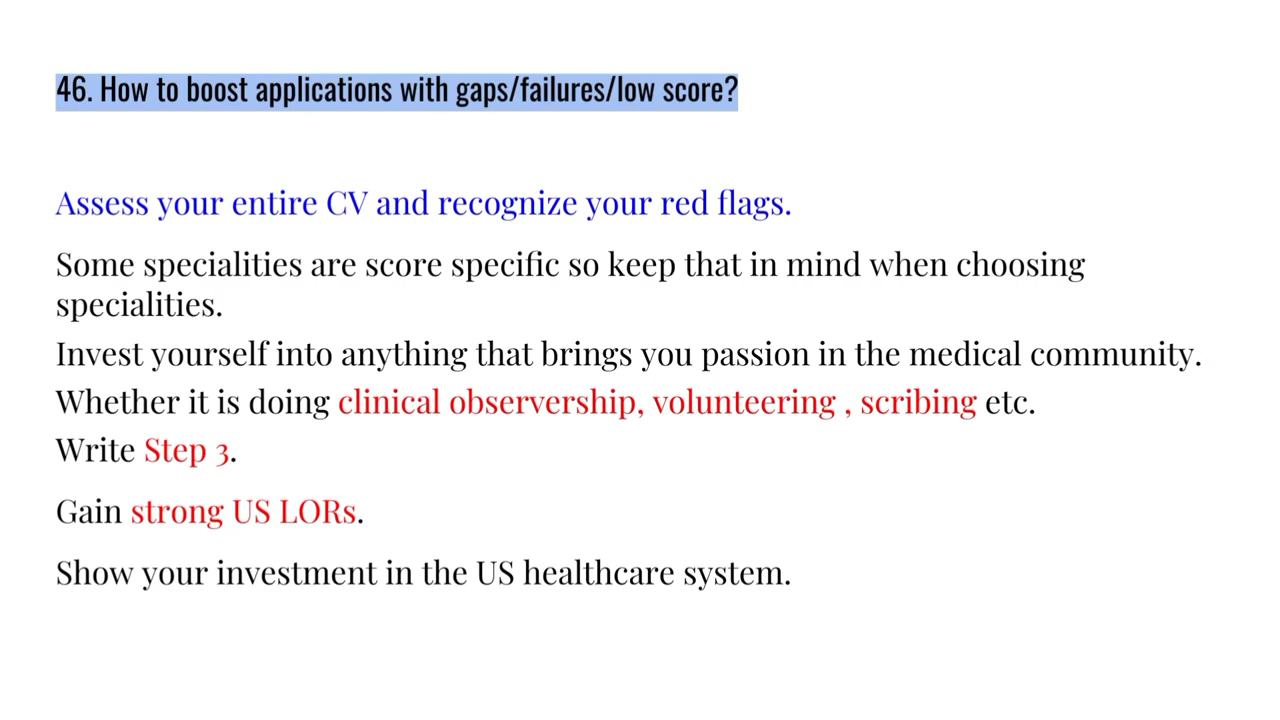 46. How to boost applications with gaps/failures/low score?
Assess your entire CV and recognize your red flags.
Some specialities are score specific so keep that in mind when choosing
specialities.
Invest yourself into anything that brings you passion in the medical community.
Whether it is doing clinical observership, volunteering , scribing etc.
Write Step 3.
Gain strong US LORs.
Show your investment in the US healthcare system.